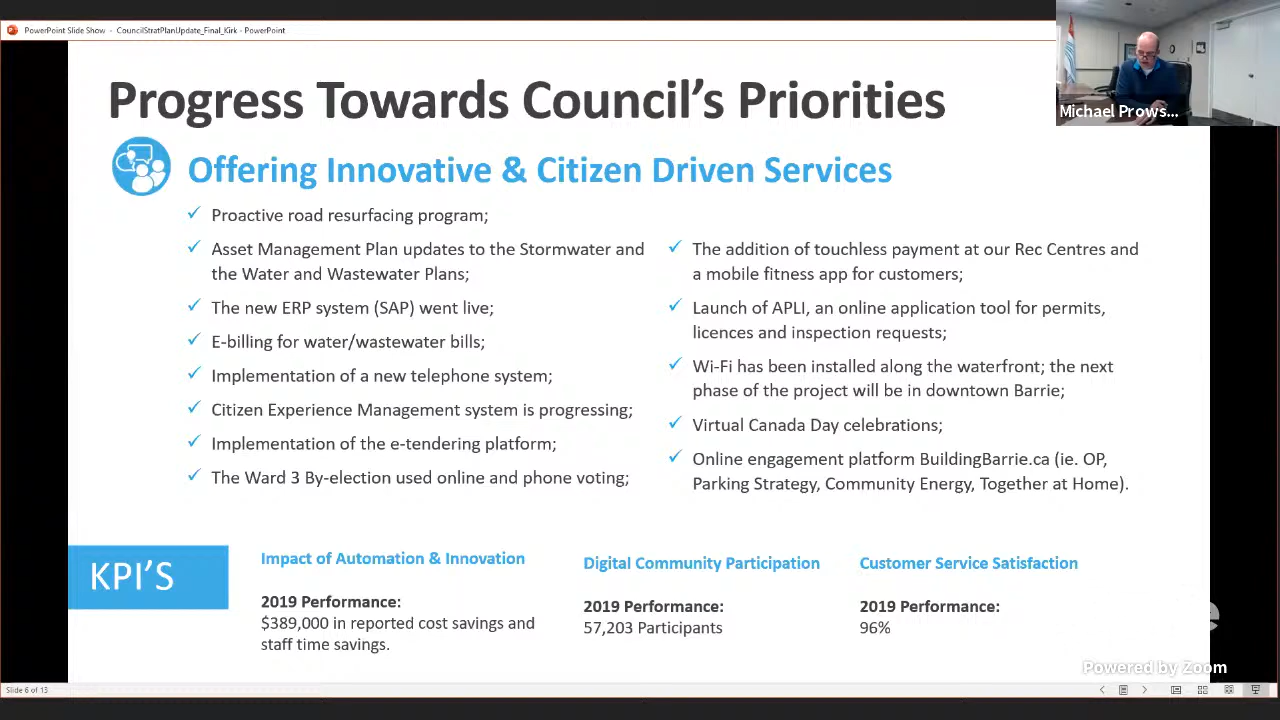 PowerPoint Slide Show - CouncilStratPlanUpdate_Final_Kirk - PowerPoint
Michael Prows...
Progress Towards Council's Priorities
Offering Innovative & Citizen Driven Services
Proactive road resurfacing program;
Asset Management Plan updates to the Stormwater and
the Water and Wastewater Plans;
The new ERP system (SAP) went live;
E-billing for water/wastewater bills;
Implementation of a new telephone system;
Citizen Experience Management system is progressing;
Implementation of the e-tendering platform;
The Ward 3 By-election used online and phone voting;
The addition of touchless payment at our Rec Centres and
a mobile fitness app for customers;
Launch of APLI, an online application tool for permits,
licences and inspection requests;
Wi-Fi has been installed along the waterfront; the next
phase of the project will be in downtown Barrie;
Virtual Canada Day celebrations;
Online engagement platform BuildingBarrie.ca (ie. OP,
Parking Strategy, Community Energy, Together at Home).
KPI'S
Impact of Automation & Innovation
2019 Performance:
$389,000 in reported cost savings and
staff time savings.
Digital Community Participation
2019 Performance:
57,203 Participants
Customer Service Satisfaction
2019 Performance:
96%
Powered by Zoom
Slide 6 of 13